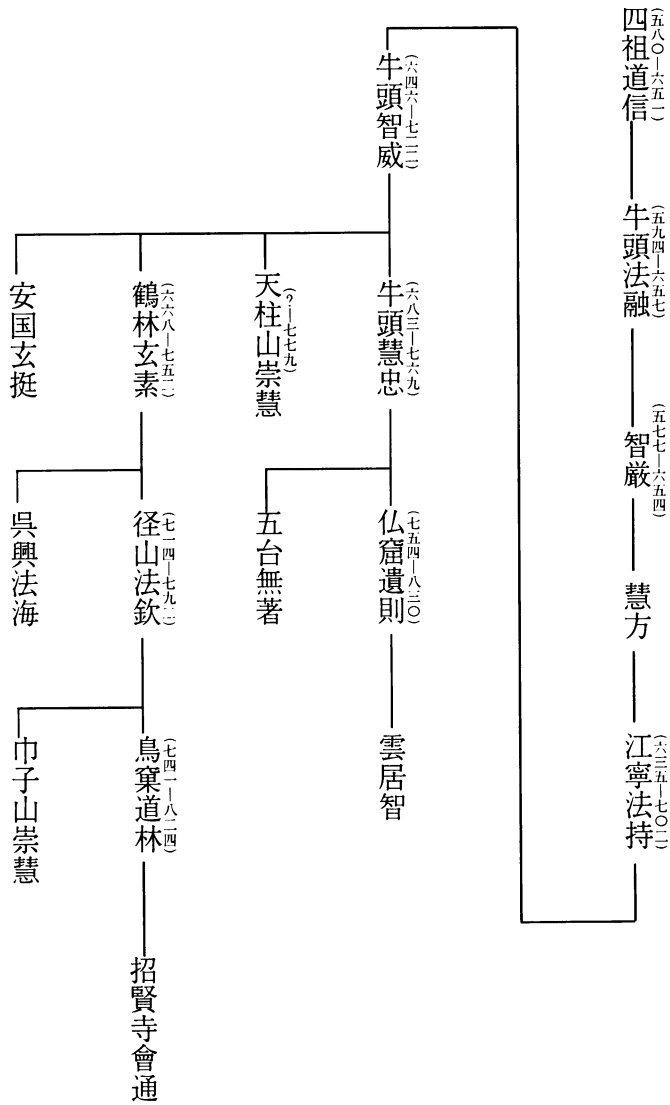 四祖道信
(五八〇―六五一)
牛頭法融
(五九四―六五七)
智厳
(五七七―六五四)
慧方
江寧法持
(六三五―七〇二)
牛頭智威
(六四六―七二二)
牛頭慧忠
(六八三―七六九)
天柱山崇慧
(?―七七九)
鶴林玄素
(六六八―七五二)
安国玄挺
仏窟遺則
(七五四―八三〇)
五台無著
径山法欽
(七一四―七九二)
呉興法海
雲居智
鳥窠道林
(七四一―八二四)
巾子山崇慧
招賢寺會通